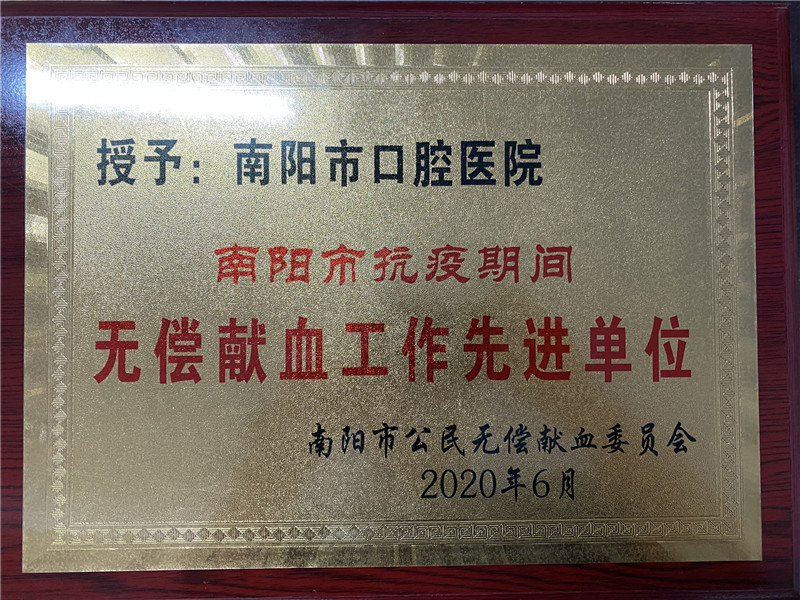 授予：南阳市口腔医院
南阳市抗疫期间
无偿献血工作先进单位
南阳市公民无偿献血委员会
2020年6月